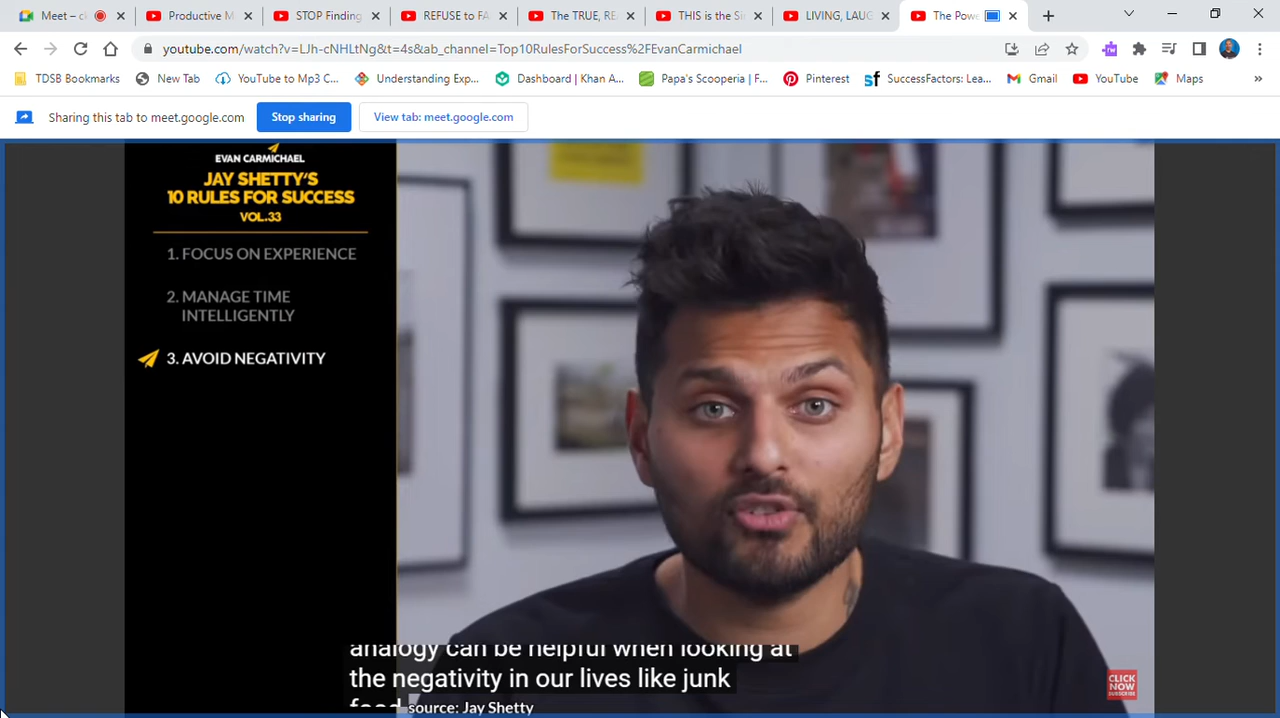 Meet – c
Productive M
STOP Finding
REFUSE to FA
The TRUE, RE
THIS is the Si
LIVING, LAUG
The Powe
youtube.com/watch?v=LJh-cNHLtNg&t=4s&ab_channel=Top10RulesForSuccess%2FEvanCarmichael
TDSB Bookmarks
New Tab
YouTube to Mp3 C...
Understanding Exp...
Dashboard | Khan A...
Papa's Scooperia | F...
Pinterest
SuccessFactors: Lea...
Gmail
YouTube
Maps
»
Sharing this tab to meet.google.com
Stop sharing
View tab: meet.google.com
EVAN CARMICHAEL
JAY SHETTY'S
10 RULES FOR SUCCESS
VOL.33
1. FOCUS ON EXPERIENCE
2. MANAGE TIME
INTELLIGENTLY
3. AVOID NEGATIVITY
analogy can be helpful when looking at
the negativity in our lives like junk
food
source: Jay Shetty
CLICK
NOW
SUBSCRIBE